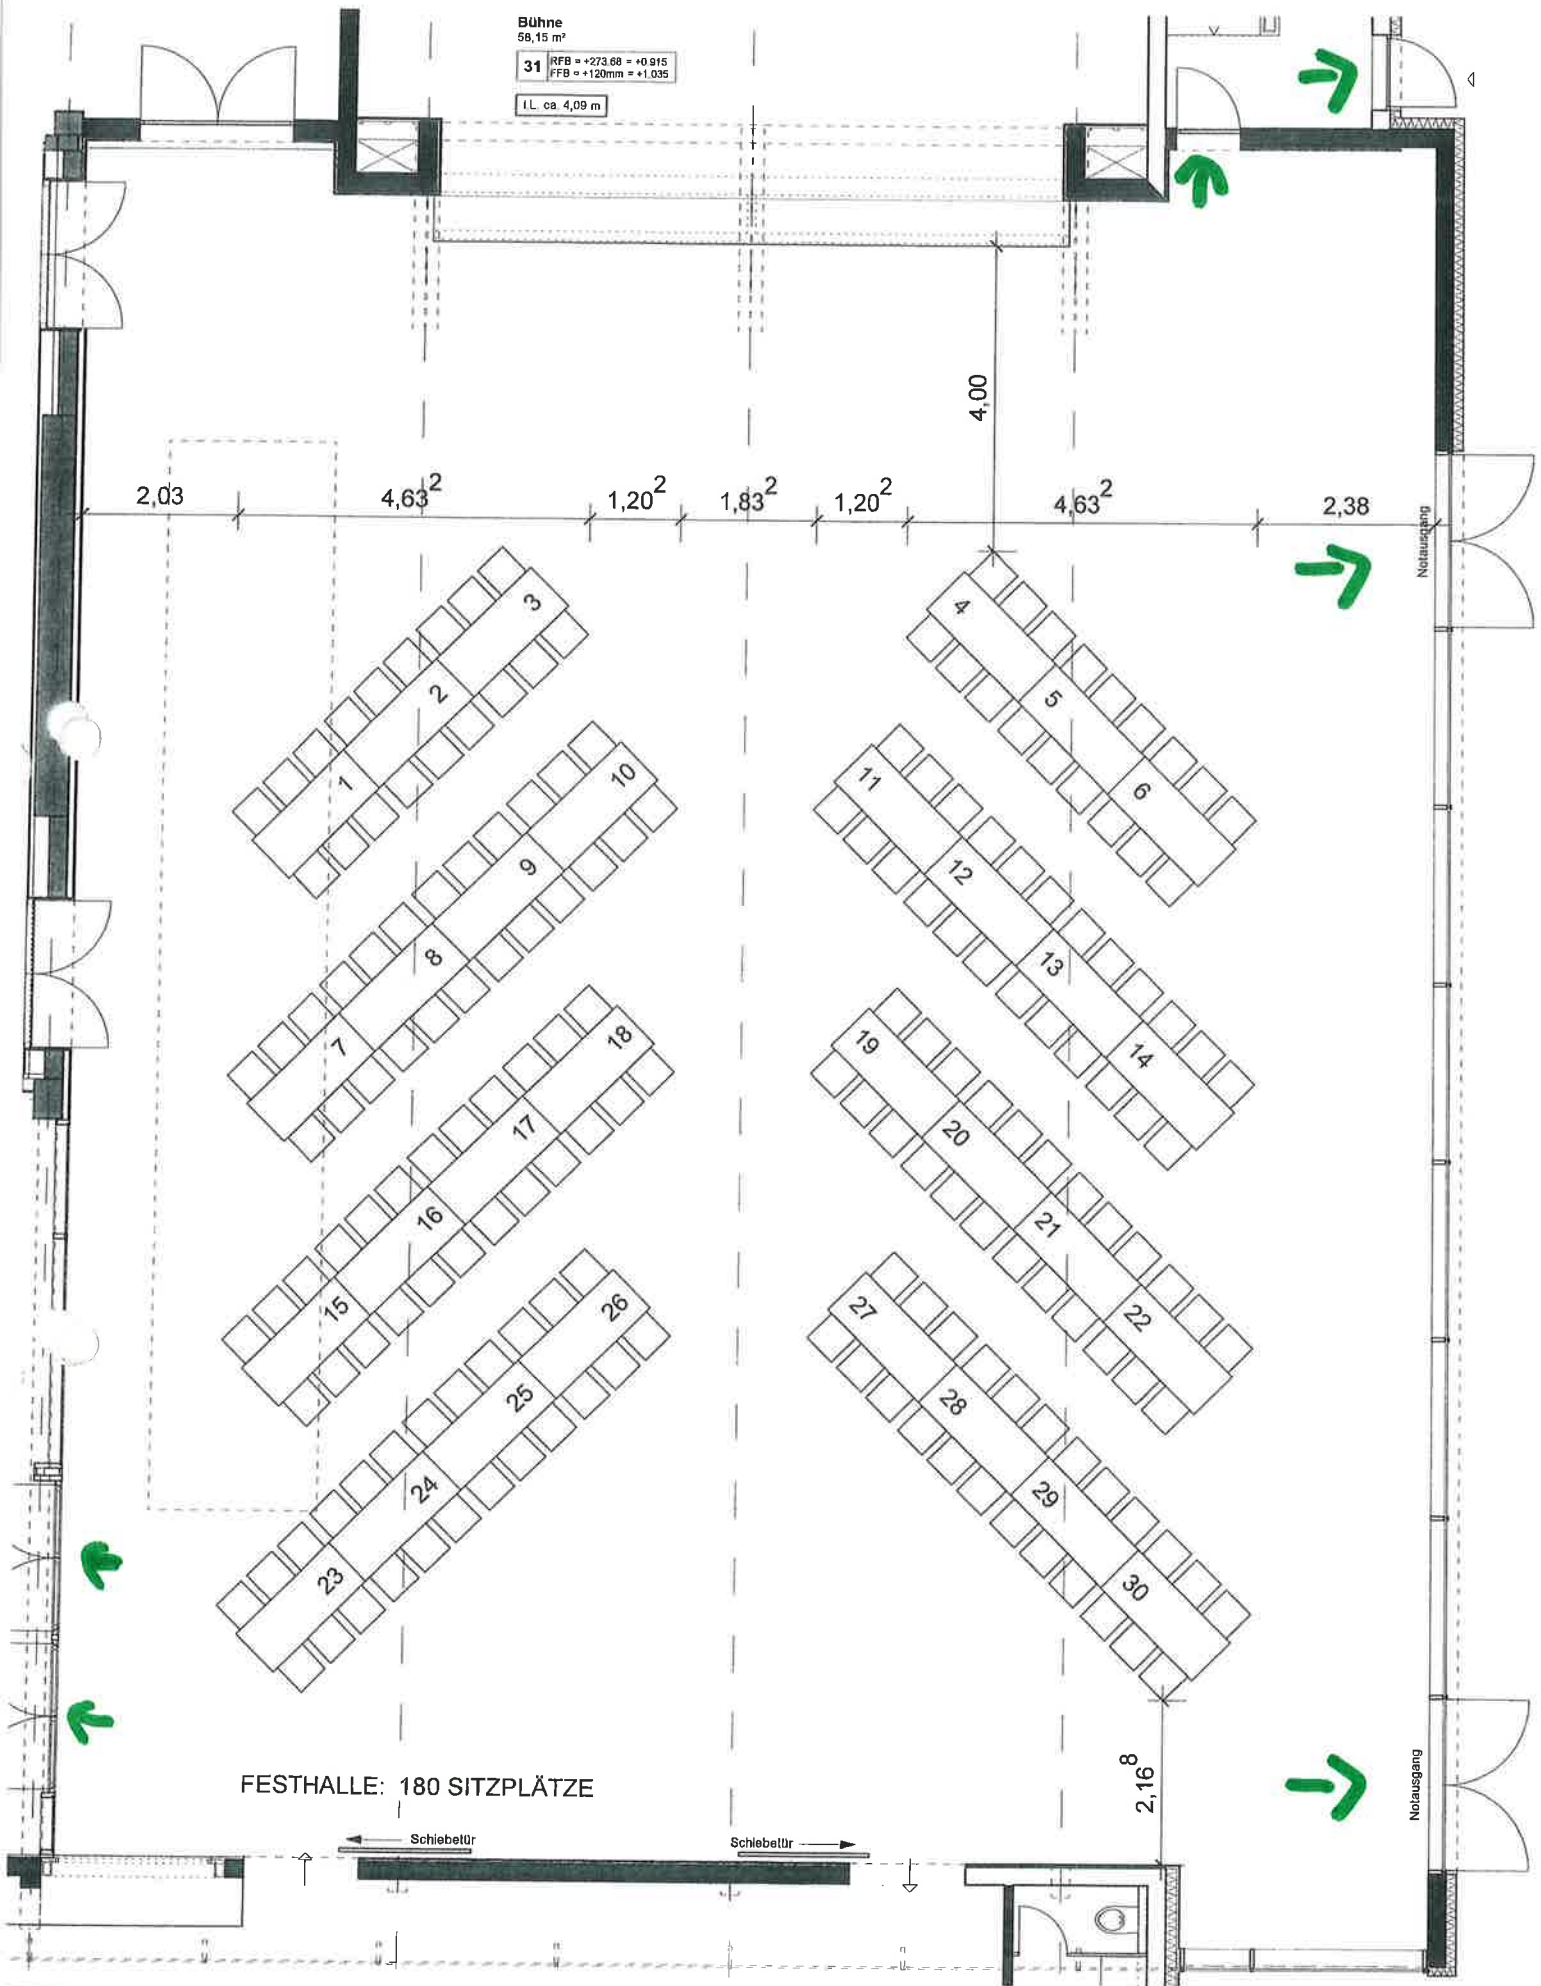 Bühne
58,15 m²
31 RFB = +273.68 = +0.915
FFB = +120mm = +1.035
I.L. ca. 4,09 m
4,00
2,03 4,63² 1,20² 1,83² 1,20² 4,63² 2,38
Notausgang
3 4
2 5
1 6
10 11
9 12
8 13
7 14
18 19
17 20
16 21
15 22
26 27
25 28
24 29
23 30
2,16⁸
Notausgang
FESTHALLE: 180 SITZPLÄTZE
Schiebetür Schiebetür